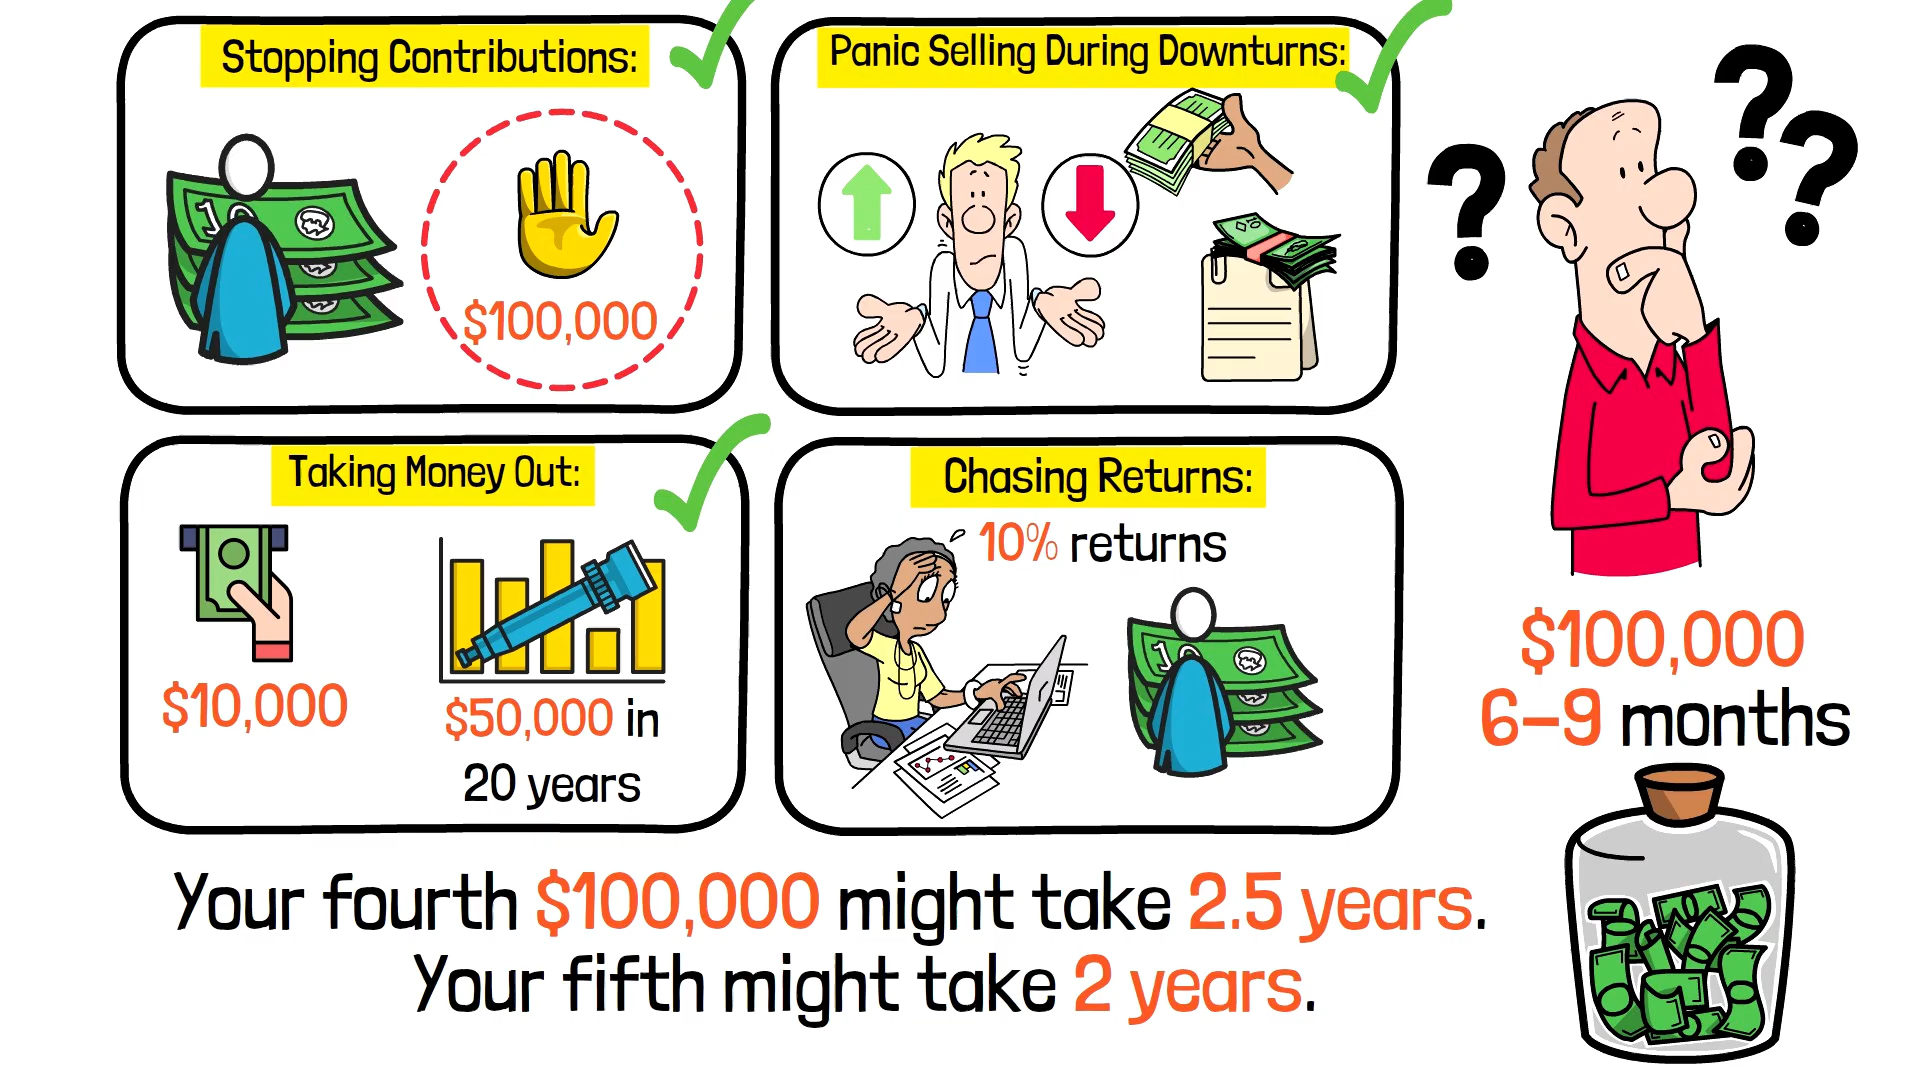 Stopping Contributions:
$100,000
Panic Selling During Downturns:
Taking Money Out:
$10,000
$50,000 in
20 years
Chasing Returns:
10% returns
$100,000
6–9 months
Your fourth $100,000 might take 2.5 years.
Your fifth might take 2 years.